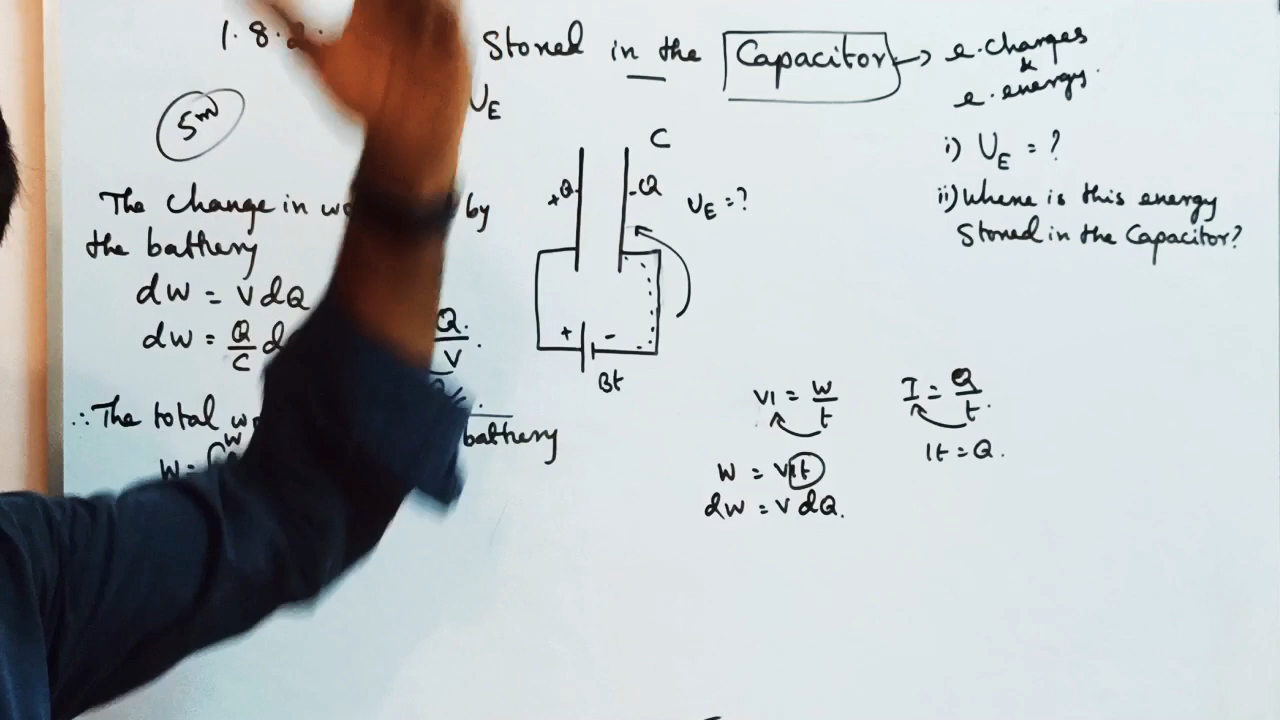 1.8.2. Stored in the Capacitor → e.charges
& e.energy.
U_E
5m
C
+Q -Q
U_E = ?
i) U_E = ?
ii) Where is this energy
Stored in the Capacitor?
The change in by
the battery
dW = V dQ
dW = Q/C d
Q/V.
+ -
Bt
∴ The total
battery
W =
VI = W/t
W = VIt
dW = V dQ.
I = Q/t.
It = Q.